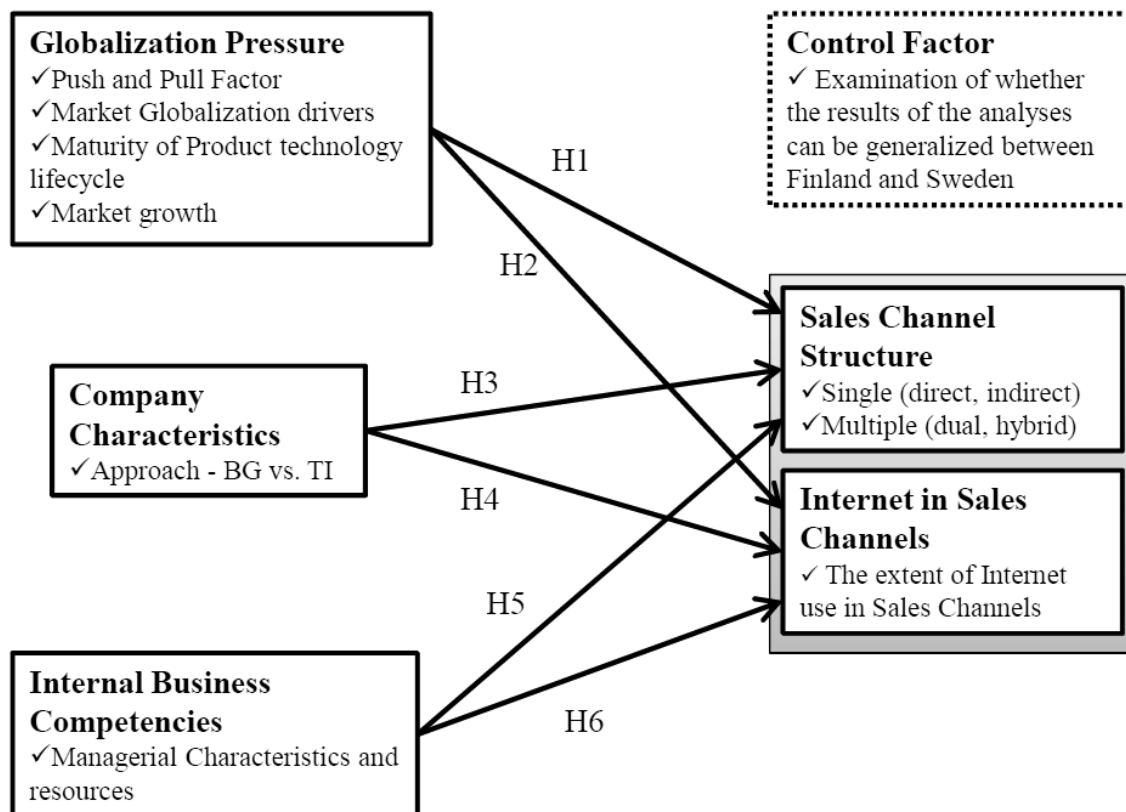 Globalization Pressure
✓Push and Pull Factor
✓Market Globalization drivers
✓Maturity of Product technology
lifecycle
✓Market growth
Control Factor
✓ Examination of whether
the results of the analyses
can be generalized between
Finland and Sweden
H1
H2
Sales Channel
Structure
✓Single (direct, indirect)
✓Multiple (dual, hybrid)
Company
Characteristics
✓Approach - BG vs. TI
H3
H4
Internet in Sales
Channels
✓ The extent of Internet
use in Sales Channels
H5
H6
Internal Business
Competencies
✓Managerial Characteristics and
resources